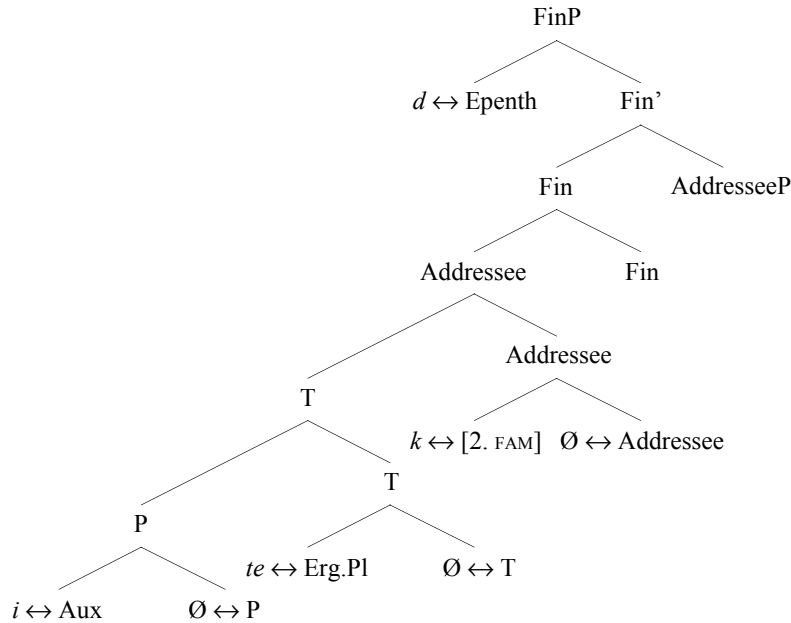 FinP
d ↔ Epenth Fin’
Fin AddresseeP
Addressee Fin
Addressee
T
k ↔ [2. FAM] Ø ↔ Addressee
T
P
te ↔ Erg.Pl Ø ↔ T
i ↔ Aux Ø ↔ P